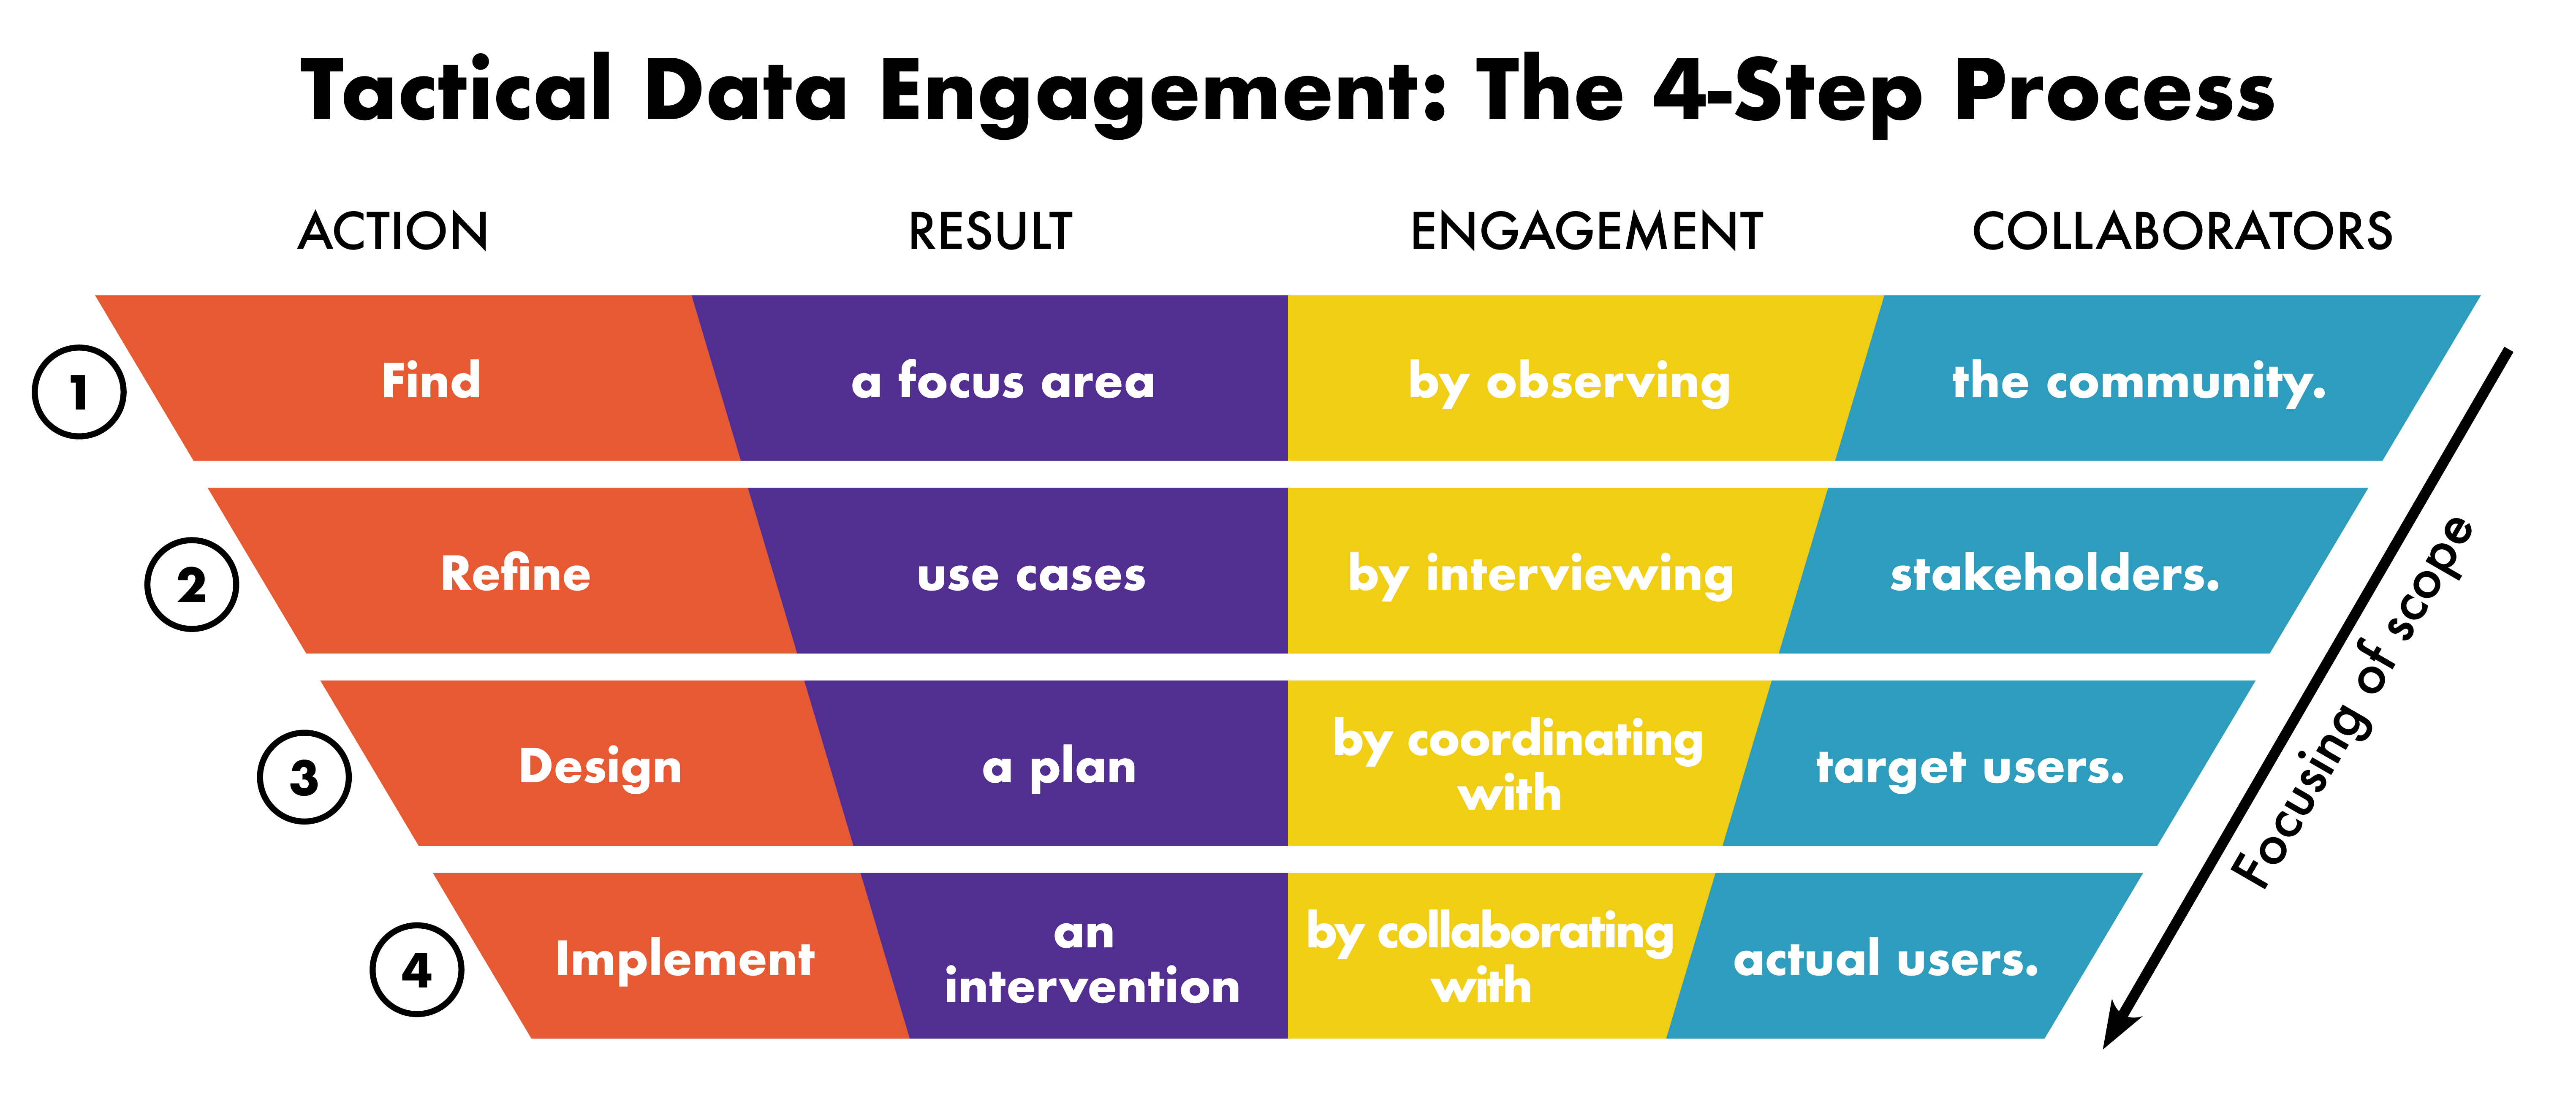 Tactical Data Engagement: The 4-Step Process
ACTION RESULT ENGAGEMENT COLLABORATORS
1 Find a focus area by observing the community.
2 Refine use cases by interviewing stakeholders.
3 Design a plan by coordinating with target users.
4 Implement an intervention by collaborating with actual users.
Focusing of scope